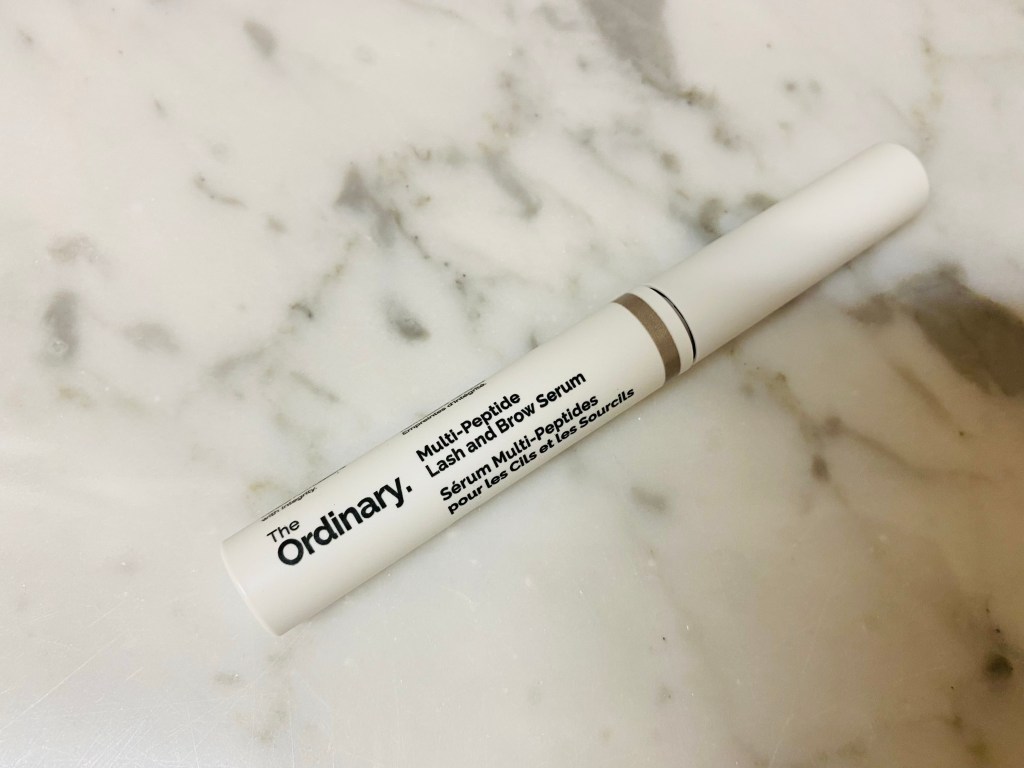 The
Ordinary.
Multi-Peptide
Lash and Brow Serum
Sérum Multi-Peptides
pour les Cils et les Sourcils